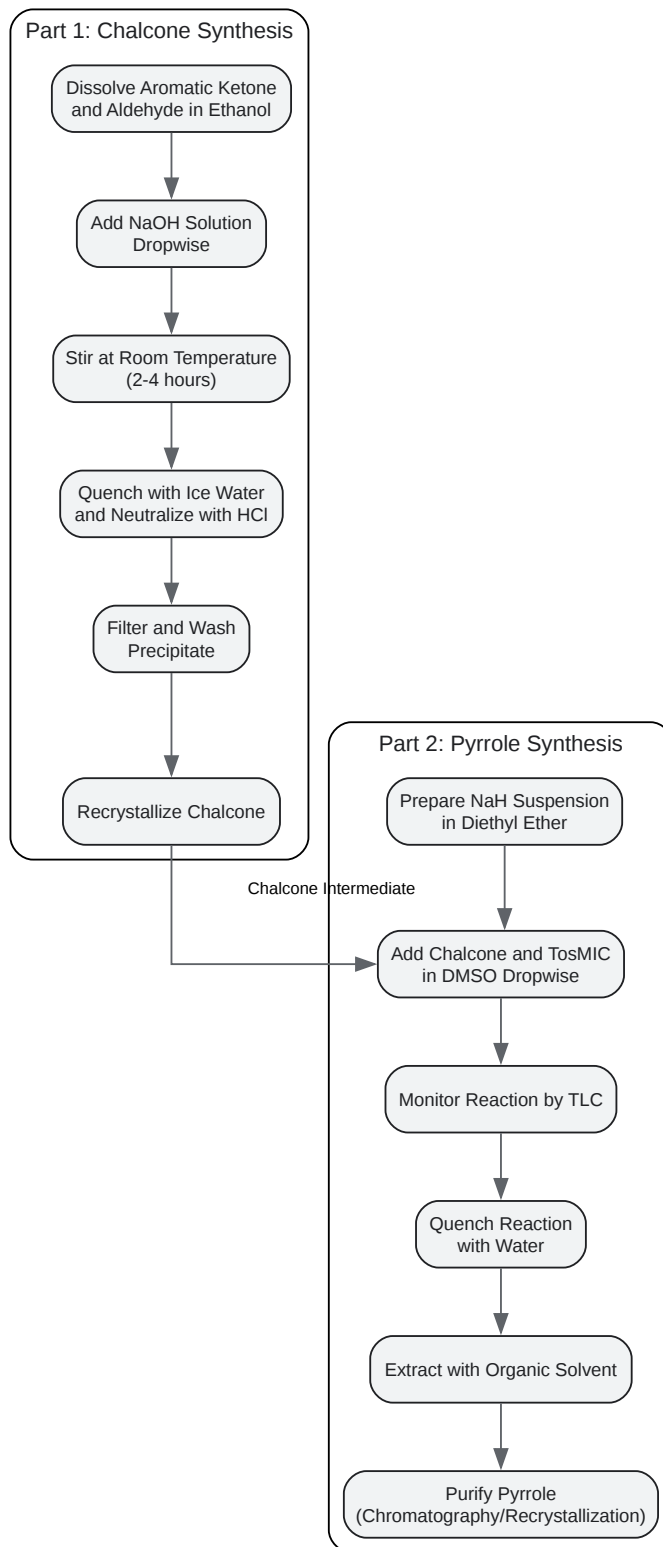 Part 1: Chalcone Synthesis
Dissolve Aromatic Ketone
and Aldehyde in Ethanol
Add NaOH Solution
Dropwise
Stir at Room Temperature
(2-4 hours)
Quench with Ice Water
and Neutralize with HCl
Filter and Wash
Precipitate
Recrystallize Chalcone
Chalcone Intermediate
Part 2: Pyrrole Synthesis
Prepare NaH Suspension
in Diethyl Ether
Add Chalcone and TosMIC
in DMSO Dropwise
Monitor Reaction by TLC
Quench Reaction
with Water
Extract with Organic Solvent
Purify Pyrrole
(Chromatography/Recrystallization)